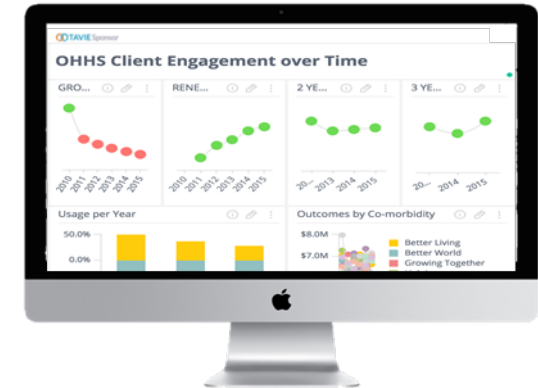 TAVIE Sponsor
OHHS Client Engagement over Time
GRO...
RENE...
2 YE...
3 YE...
2010 2011 2012 2013 2014 2015
2010 2011 2012 2013 2014 2015
20... 2013 2014 2015
20... 2014 2015
Usage per Year
Outcomes by Co-morbidity
50.0%
0.0%
$8.0M
$7.0M
Better Living
Better World
Growing Together